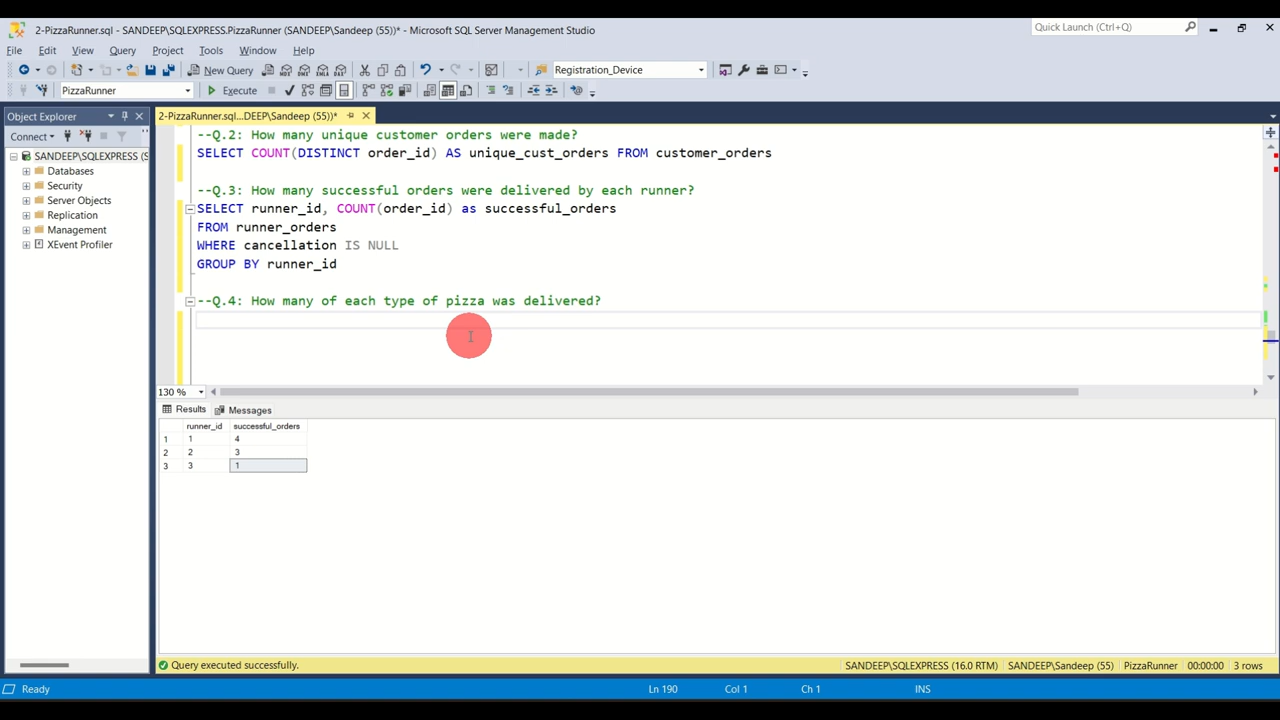 2-PizzaRunner.sql - SANDEEP\SQLEXPRESS.PizzaRunner (SANDEEP\Sandeep (55))* - Microsoft SQL Server Management Studio
Quick Launch (Ctrl+Q)
File Edit View Query Project Tools Window Help
New Query MDX DMX XMLA DAX Registration_Device
PizzaRunner Execute
Object Explorer
2-PizzaRunner.sql...DEEP\Sandeep (55))*
Connect
SANDEEP\SQLEXPRESS (S
Databases
Security
Server Objects
Replication
Management
XEvent Profiler
--Q.2: How many unique customer orders were made?
SELECT COUNT(DISTINCT order_id) AS unique_cust_orders FROM customer_orders
--Q.3: How many successful orders were delivered by each runner?
SELECT runner_id, COUNT(order_id) as successful_orders
FROM runner_orders
WHERE cancellation IS NULL
GROUP BY runner_id
--Q.4: How many of each type of pizza was delivered?
130 %
Results Messages
runner_id successful_orders
1 1 4
2 2 3
3 3 1
Query executed successfully. SANDEEP\SQLEXPRESS (16.0 RTM) SANDEEP\Sandeep (55) PizzaRunner 00:00:00 3 rows
Ready Ln 190 Col 1 Ch 1 INS